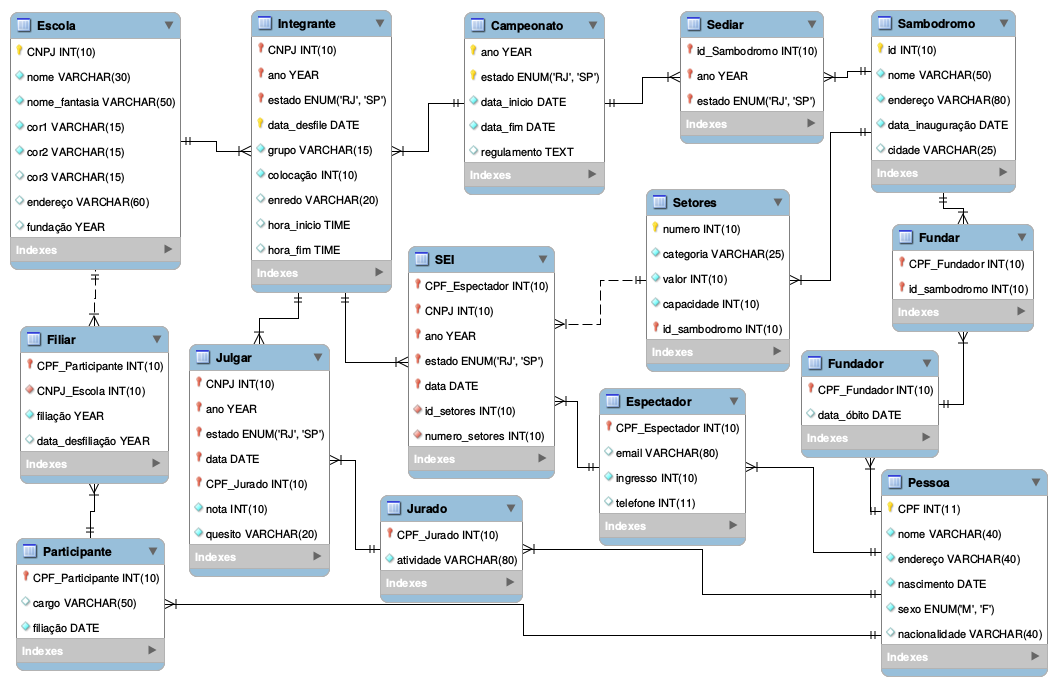 Escola
CNPJ INT(10)
nome VARCHAR(30)
nome_fantasia VARCHAR(50)
cor1 VARCHAR(15)
cor2 VARCHAR(15)
cor3 VARCHAR(15)
endereço VARCHAR(60)
fundação YEAR
Indexes
Integrante
CNPJ INT(10)
ano YEAR
estado ENUM('RJ', 'SP')
data_desfile DATE
grupo VARCHAR(15)
colocação INT(10)
enredo VARCHAR(20)
hora_inicio TIME
hora_fim TIME
Indexes
Campeonato
ano YEAR
estado ENUM('RJ', 'SP')
data_inicio DATE
data_fim DATE
regulamento TEXT
Indexes
Sediar
id_Sambodromo INT(10)
ano YEAR
estado ENUM('RJ', 'SP')
Indexes
Sambodromo
id INT(10)
nome VARCHAR(50)
endereço VARCHAR(80)
data_inauguração DATE
cidade VARCHAR(25)
Indexes
Setores
numero INT(10)
categoria VARCHAR(25)
valor INT(10)
capacidade INT(10)
id_sambodromo INT(10)
Indexes
Fundar
CPF_Fundador INT(10)
id_sambodromo INT(10)
Indexes
SEI
CPF_Espectador INT(10)
CNPJ INT(10)
ano YEAR
estado ENUM('RJ', 'SP')
data DATE
id_setores INT(10)
numero_setores INT(10)
Indexes
Filiar
CPF_Participante INT(10)
CNPJ_Escola INT(10)
filiação YEAR
data_desfiliação YEAR
Indexes
Julgar
CNPJ INT(10)
ano YEAR
estado ENUM('RJ', 'SP')
data DATE
CPF_Jurado INT(10)
nota INT(10)
quesito VARCHAR(20)
Indexes
Fundador
CPF_Fundador INT(10)
data_óbito DATE
Indexes
Espectador
CPF_Espectador INT(10)
email VARCHAR(80)
ingresso INT(10)
telefone INT(11)
Indexes
Pessoa
CPF INT(11)
nome VARCHAR(40)
endereço VARCHAR(40)
nascimento DATE
sexo ENUM('M', 'F')
nacionalidade VARCHAR(40)
Indexes
Jurado
CPF_Jurado INT(10)
atividade VARCHAR(80)
Indexes
Participante
CPF_Participante INT(10)
cargo VARCHAR(50)
filiação DATE
Indexes